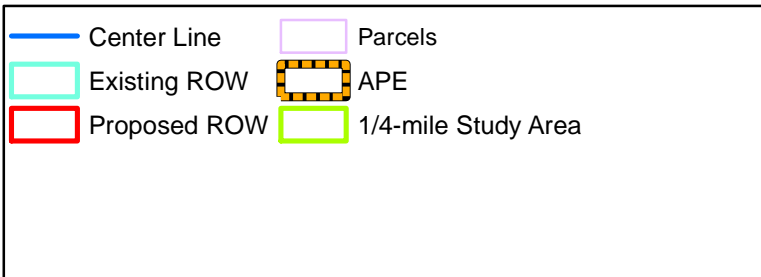 Center Line
Parcels
Existing ROW
APE
Proposed ROW
1/4-mile Study Area